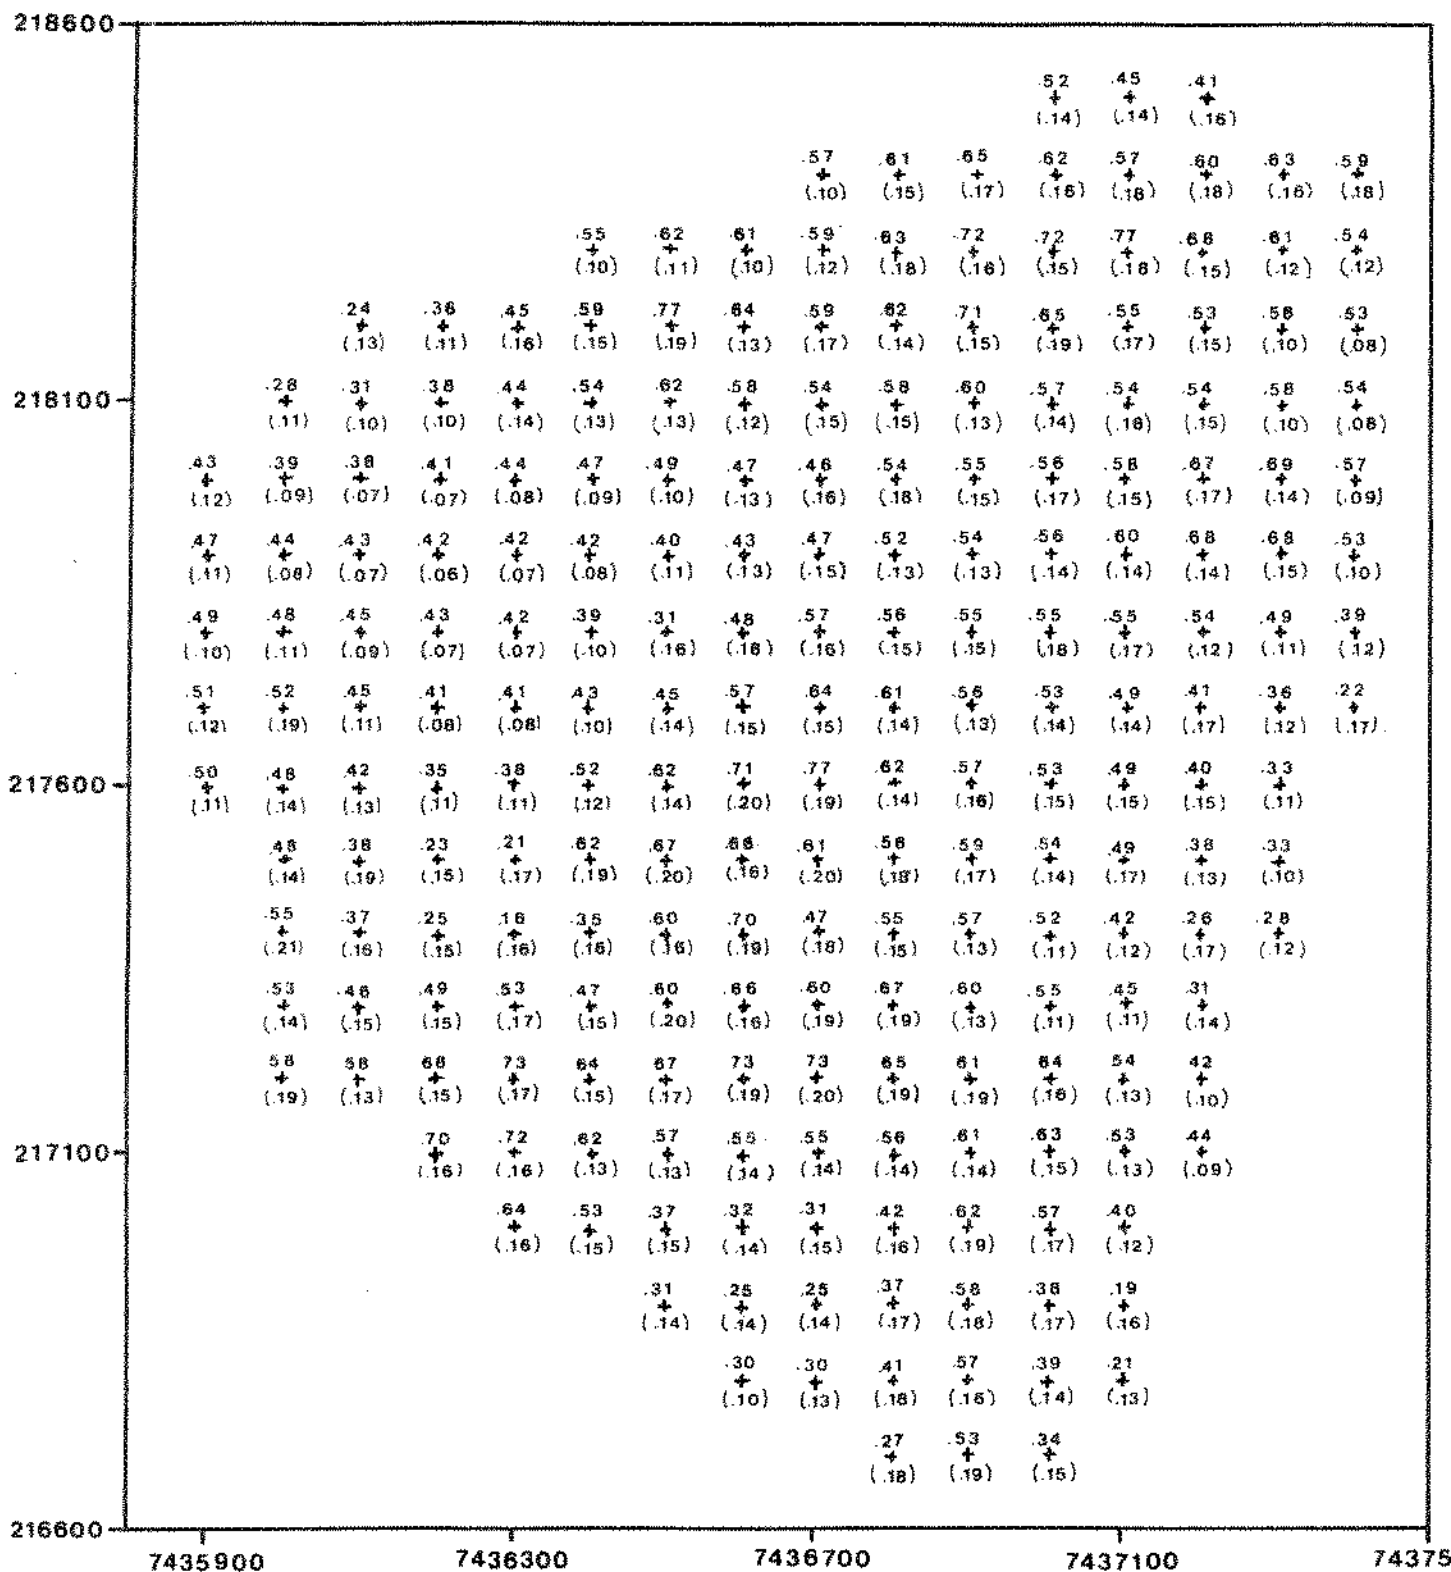 218600
.52 .45 .41
(.14) (.14) (.16)
.57 .61 .65 .62 .57 .60 .63 .59
(.10) (.15) (.17) (.16) (.16) (.18) (.16) (.18)
.55 .62 .61 .59 .63 .72 .72 .77 .68 .61 .54
(.10) (.11) (.10) (.12) (.18) (.16) (.15) (.18) (.15) (.12) (.12)
.24 .36 .45 .59 .77 .64 .59 .62 .71 .65 .55 .53 .56 .53
(.13) (.11) (.16) (.15) (.19) (.13) (.17) (.14) (.15) (.19) (.17) (.15) (.10) (.08)
218100
.28 .31 .38 .44 .54 .62 .58 .54 .58 .60 .57 .54 .54 .58 .54
(.11) (.10) (.10) (.14) (.13) (.13) (.12) (.15) (.15) (.13) (.14) (.16) (.15) (.10) (.08)
.43 .39 .38 .41 .44 .47 .49 .47 .46 .54 .55 .56 .58 .67 .69 .57
(.12) (.09) (.07) (.07) (.08) (.09) (.10) (.13) (.16) (.18) (.15) (.17) (.15) (.17) (.14) (.09)
.47 .44 .43 .42 .42 .42 .40 .43 .47 .52 .54 .56 .60 .68 .68 .53
(.11) (.08) (.07) (.06) (.07) (.08) (.11) (.13) (.15) (.13) (.13) (.14) (.14) (.14) (.15) (.10)
.49 .48 .45 .43 .42 .39 .31 .48 .57 .56 .55 .55 .55 .54 .49 .39
(.10) (.11) (.09) (.07) (.07) (.10) (.16) (.16) (.16) (.15) (.15) (.18) (.17) (.12) (.11) (.12)
.51 .52 .45 .41 .41 .43 .45 .57 .64 .61 .56 .53 .49 .41 .36 .22
(.12) (.19) (.11) (.08) (.08) (.10) (.14) (.15) (.15) (.14) (.13) (.14) (.14) (.17) (.12) (.17)
217600
.50 .48 .42 .35 .38 .52 .62 .71 .77 .62 .57 .53 .49 .40 .33
(.11) (.14) (.13) (.11) (.11) (.12) (.14) (.20) (.19) (.14) (.16) (.15) (.15) (.15) (.11)
.48 .38 .23 .21 .62 .67 .68 .61 .56 .59 .54 .49 .38 .33
(.14) (.19) (.15) (.17) (.19) (.20) (.16) (.20) (.18) (.17) (.14) (.17) (.13) (.10)
.55 .37 .25 .16 .35 .60 .70 .47 .55 .57 .52 .42 .26 .28
(.21) (.16) (.15) (.16) (.16) (.16) (.19) (.18) (.15) (.13) (.11) (.12) (.17) (.12)
.53 .46 .49 .53 .47 .60 .66 .60 .67 .60 .55 .45 .31
(.14) (.15) (.15) (.17) (.15) (.20) (.16) (.19) (.19) (.13) (.11) (.11) (.14)
.58 .58 .68 .73 .64 .67 .73 .73 .65 .61 .64 .54 .42
(.19) (.13) (.15) (.17) (.15) (.17) (.19) (.20) (.19) (.19) (.16) (.13) (.10)
217100
.70 .72 .62 .57 .55 .55 .56 .61 .63 .53 .44
(.16) (.16) (.13) (.13) (.14) (.14) (.14) (.14) (.15) (.13) (.09)
.64 .53 .37 .32 .31 .42 .62 .57 .40
(.16) (.15) (.15) (.14) (.15) (.16) (.19) (.17) (.12)
.31 .25 .25 .37 .58 .38 .19
(.14) (.14) (.14) (.17) (.18) (.17) (.16)
.30 .30 .41 .57 .39 .21
(.10) (.13) (.18) (.16) (.14) (.13)
.27 .53 .34
(.18) (.19) (.15)
216600
7435900 7436300 7436700 7437100 74375